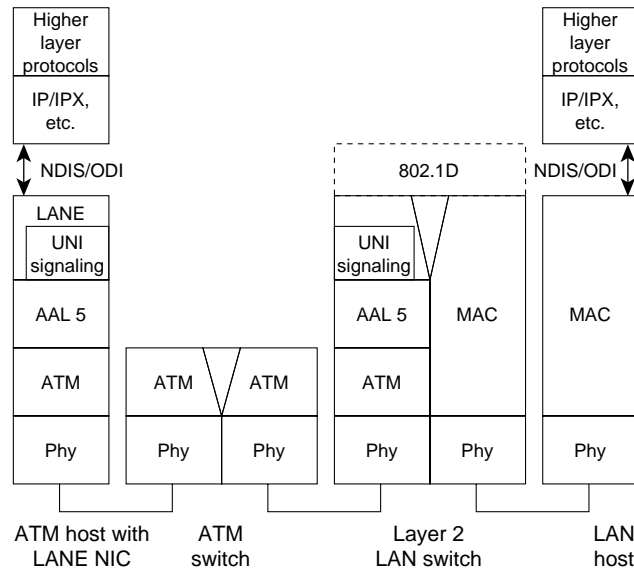 Higher
layer
protocols
IP/IPX,
etc.
NDIS/ODI
LANE
UNI
signaling
AAL 5
ATM
Phy
ATM host with
LANE NIC
ATM
ATM
Phy
Phy
ATM
switch
802.1D
UNI
signaling
AAL 5
ATM
Phy
MAC
Phy
Layer 2
LAN switch
Higher
layer
protocols
IP/IPX,
etc.
NDIS/ODI
MAC
Phy
LAN
host